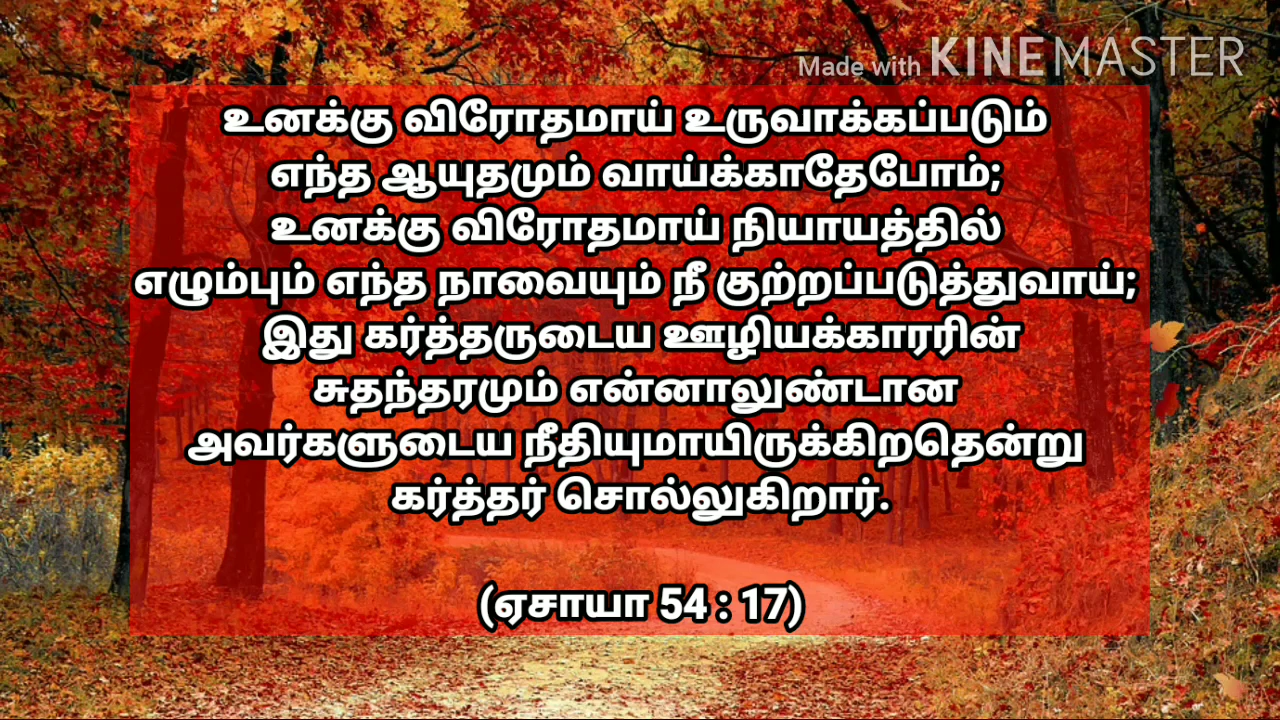 Made with KINEMASTER
உனக்கு விரோதமாய் உருவாக்கப்படும்
எந்த ஆயுதமும் வாய்க்காதேபோம்;
உனக்கு விரோதமாய் நியாயத்தில்
எழும்பும் எந்த நாவையும் நீ குற்றப்படுத்துவாய்;
இது கர்த்தருடைய ஊழியக்காரரின்
சுதந்தரமும் என்னாலுண்டான
அவர்களுடைய நீதியுமாயிருக்கிறதென்று
கர்த்தர் சொல்லுகிறார்.
(ஏசாயா 54 : 17)